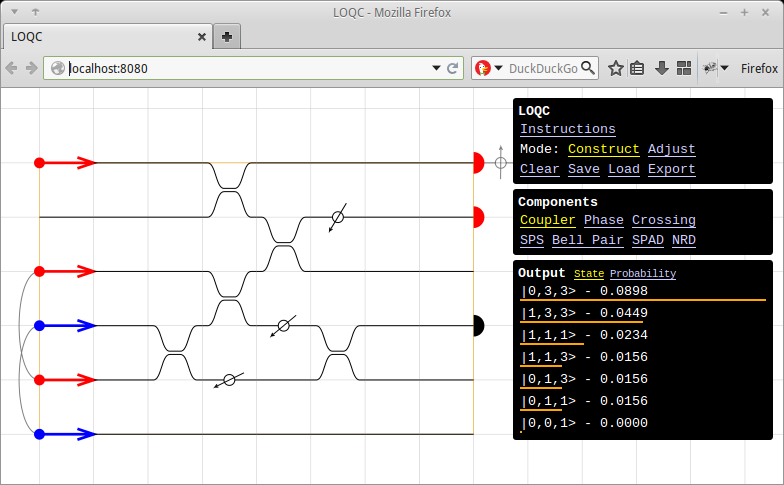 LOQC - Mozilla Firefox
LOQC
localhost:8080
DuckDuckGo
Firefox
LOQC
Instructions
Mode: Construct Adjust
Clear Save Load Export
Components
Coupler Phase Crossing
SPS Bell Pair SPAD NRD
Output State Probability
|0,3,3> - 0.0898
|1,3,3> - 0.0449
|1,1,1> - 0.0234
|1,1,3> - 0.0156
|0,1,3> - 0.0156
|0,1,1> - 0.0156
|0,0,1> - 0.0000